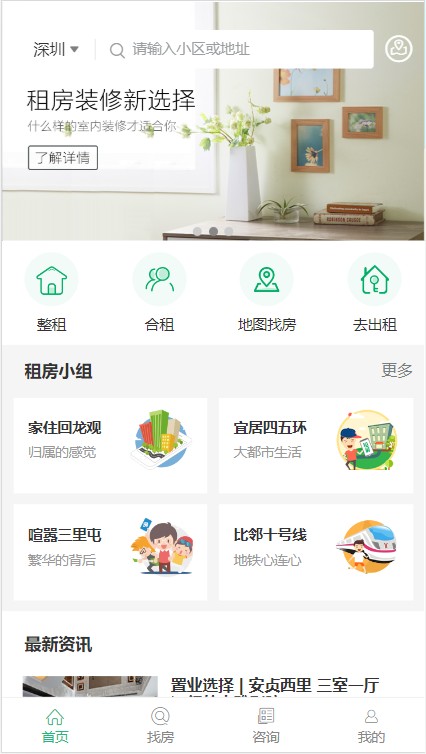 深圳
请输入小区或地址
租房装修新选择
什么样的室内装修才适合你
了解详情
整租
合租
地图找房
去出租
租房小组
更多
家住回龙观
归属的感觉
宜居四五环
大都市生活
喧嚣三里屯
繁华的背后
比邻十号线
地铁心连心
最新资讯
置业选择 | 安贞西里 三室一厅
首页
找房
咨询
我的